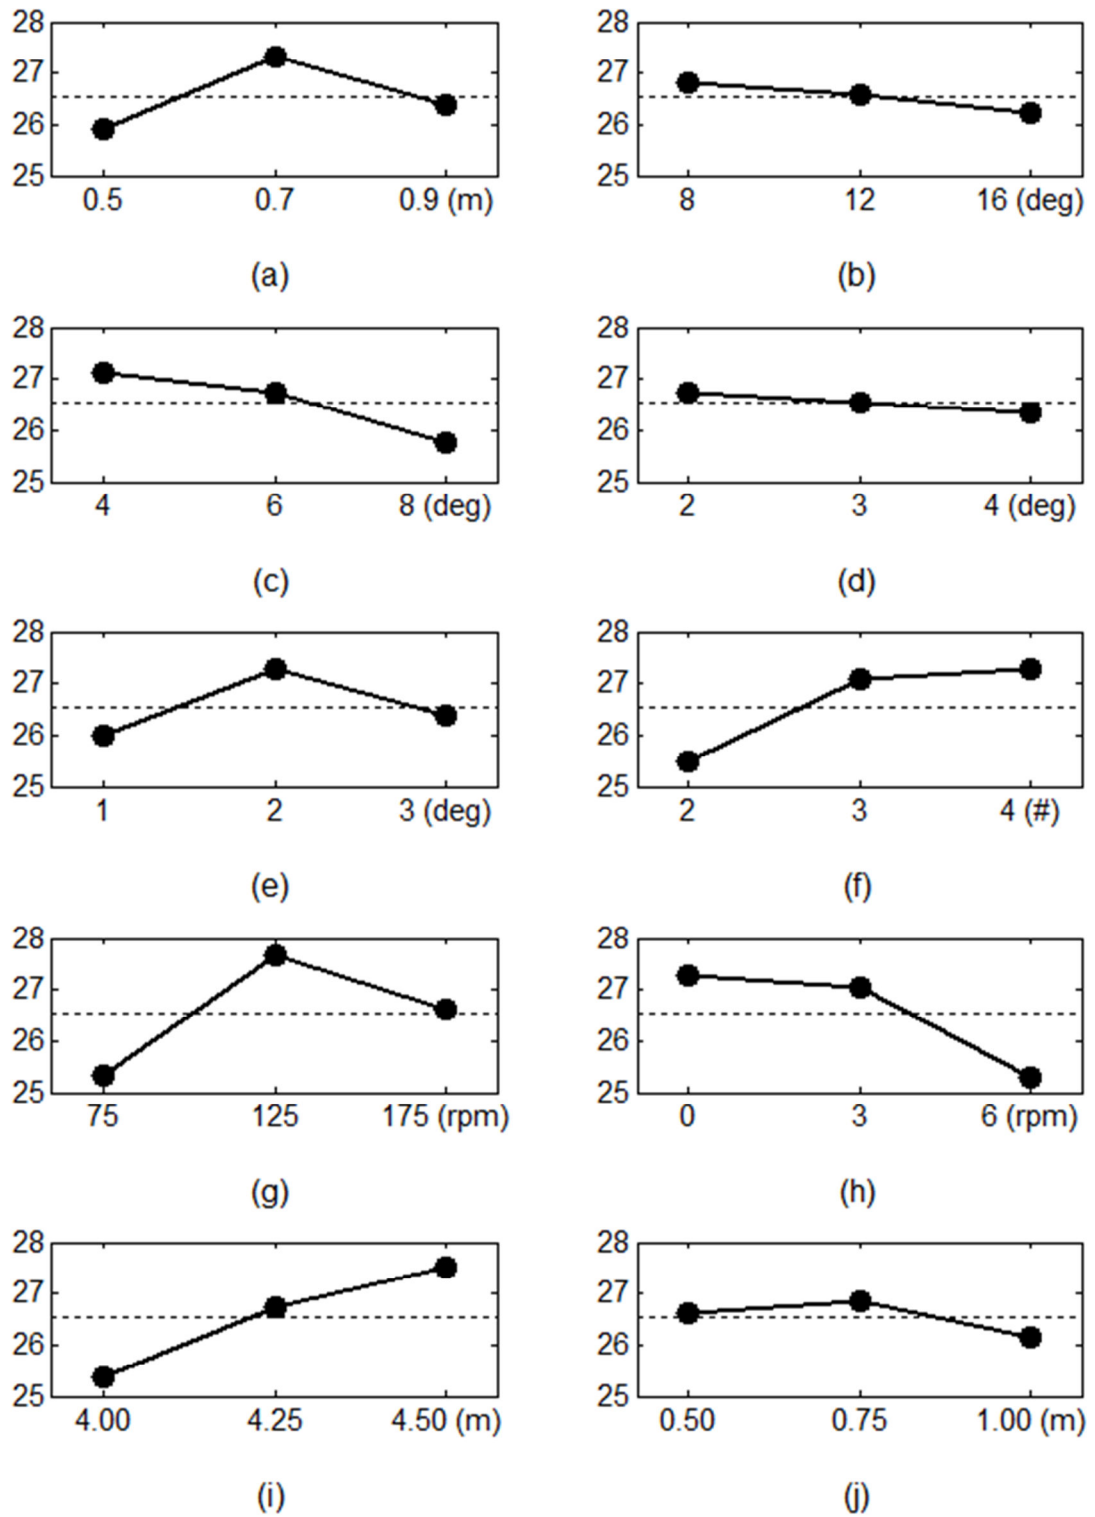 28
27
26
25
0.5 0.7 0.9 (m)
(a)
28
27
26
25
8 12 16 (deg)
(b)
28
27
26
25
4 6 8 (deg)
(c)
28
27
26
25
2 3 4 (deg)
(d)
28
27
26
25
1 2 3 (deg)
(e)
28
27
26
25
2 3 4 (#)
(f)
28
27
26
25
75 125 175 (rpm)
(g)
28
27
26
25
0 3 6 (rpm)
(h)
28
27
26
25
4.00 4.25 4.50 (m)
(i)
28
27
26
25
0.50 0.75 1.00 (m)
(j)